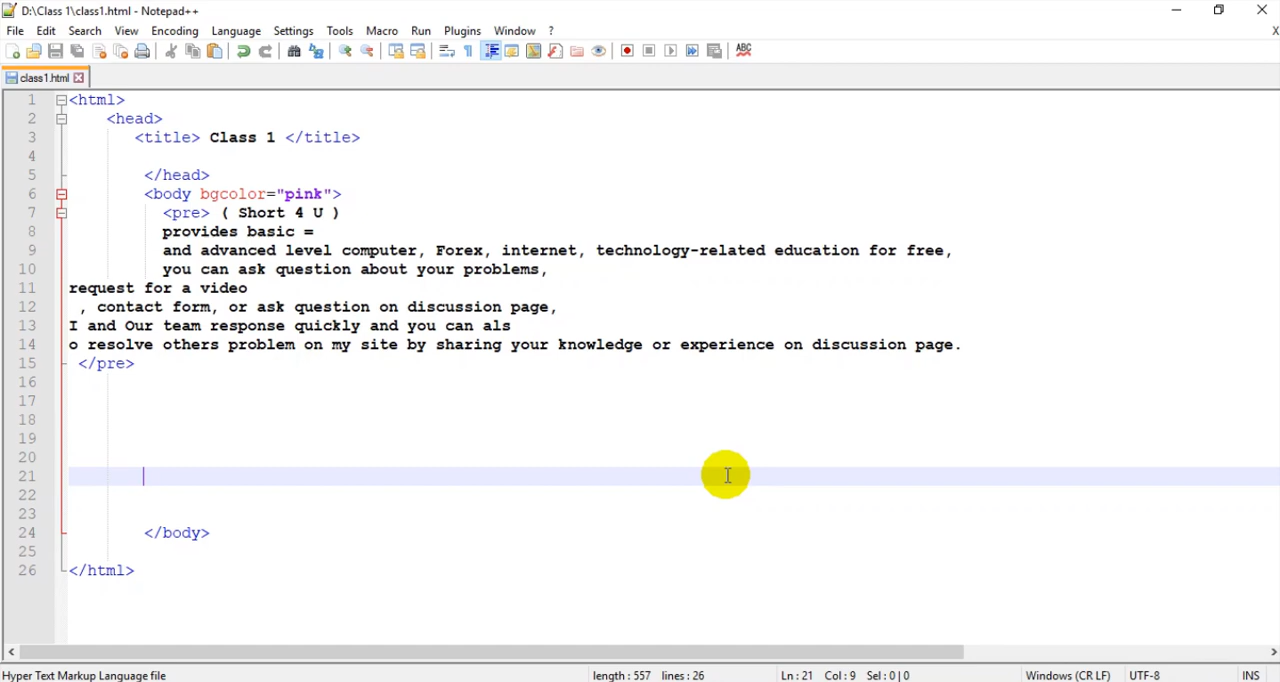 D:\Class 1\class1.html - Notepad++
File Edit Search View Encoding Language Settings Tools Macro Run Plugins Window ? X
ABC
class1.html
1 <html>
2 <head>
3 <title> Class 1 </title>
4
5 </head>
6 <body bgcolor="pink">
7 <pre> ( Short 4 U )
8 provides basic =
9 and advanced level computer, Forex, internet, technology-related education for free,
10 you can ask question about your problems,
11 request for a video
12 , contact form, or ask question on discussion page,
13 I and Our team response quickly and you can als
14 o resolve others problem on my site by sharing your knowledge or experience on discussion page.
15 </pre>
16
17
18
19
20
21
22
23
24 </body>
25
26 </html>
Hyper Text Markup Language file length : 557 lines : 26 Ln : 21 Col : 9 Sel : 0 | 0 Windows (CR LF) UTF-8 INS